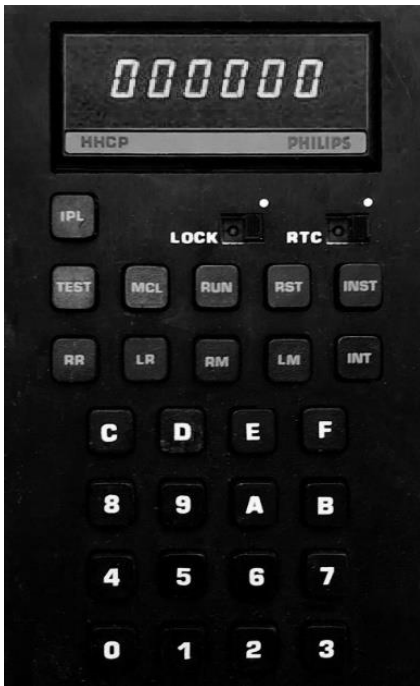 000000
HHCP PHILIPS
IPL
LOCK RTC
TEST MCL RUN RST INST
RR LR RM LM INT
C D E F
8 9 A B
4 5 6 7
0 1 2 3